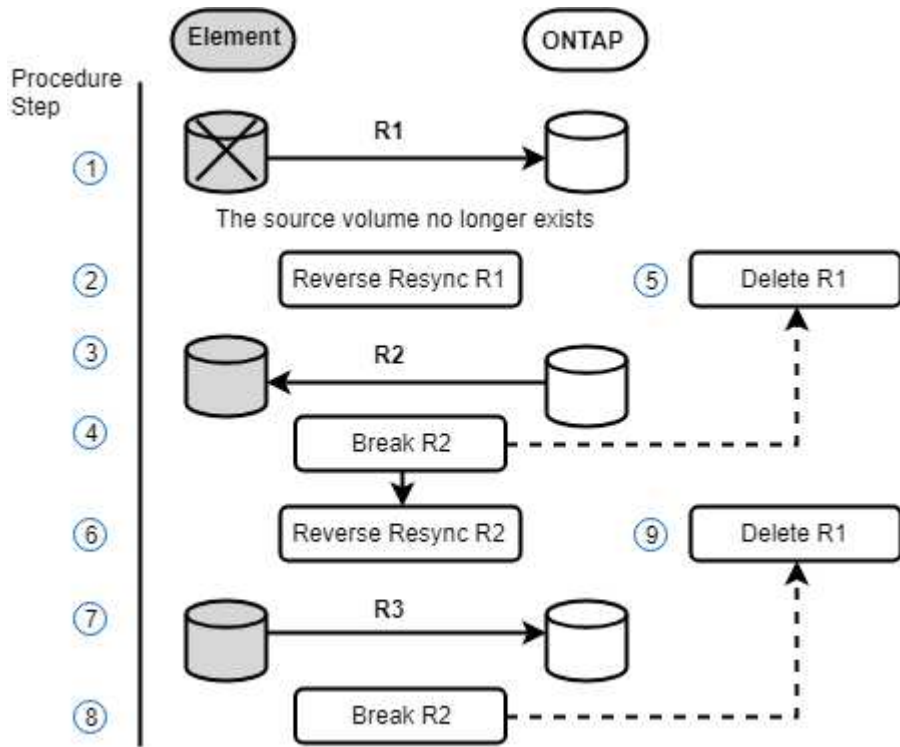 Element
ONTAP
Procedure
Step
R1
1
The source volume no longer exists
2
Reverse Resync R1
5
Delete R1
3
R2
4
Break R2
6
Reverse Resync R2
9
Delete R1
7
R3
8
Break R2